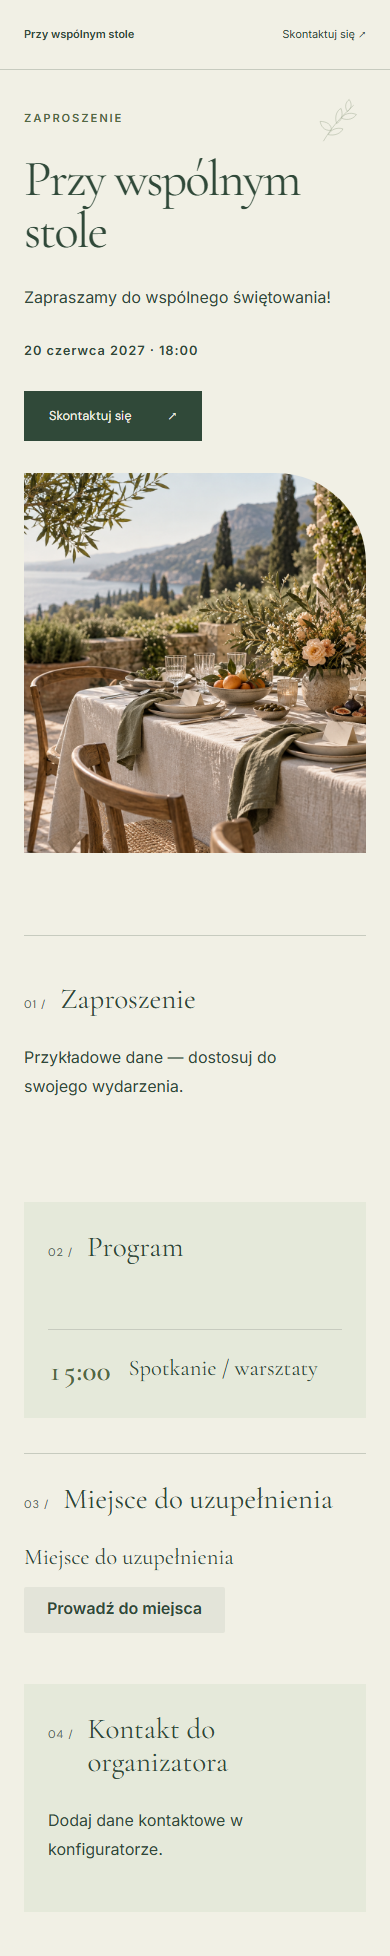 Przy wspólnym stole
Skontaktuj się ↗
ZAPROSZENIE
Przy wspólnym
stole
Zapraszamy do wspólnego świętowania!
20 czerwca 2027 · 18:00
Skontaktuj się ↗
01 / Zaproszenie
Przykładowe dane — dostosuj do
swojego wydarzenia.
02 / Program
15:00 Spotkanie / warsztaty
03 / Miejsce do uzupełnienia
Miejsce do uzupełnienia
Prowadź do miejsca
04 / Kontakt do
organizatora
Dodaj dane kontaktowe w
konfiguratorze.